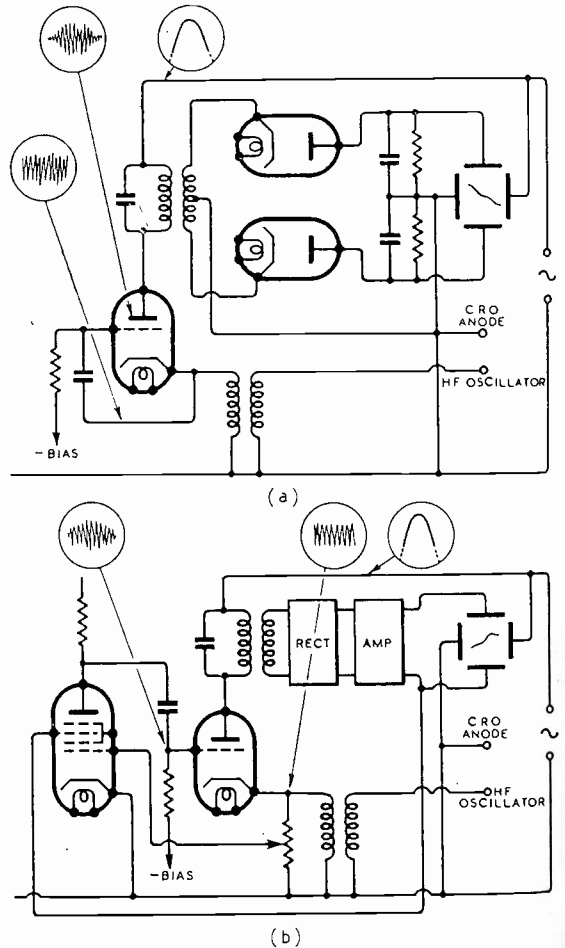 CRO
ANODE
HF OSCILLATOR
-BIAS
(a)
RECT
AMP
CRO
ANODE
HF
OSCILLATOR
-BIAS
(b)